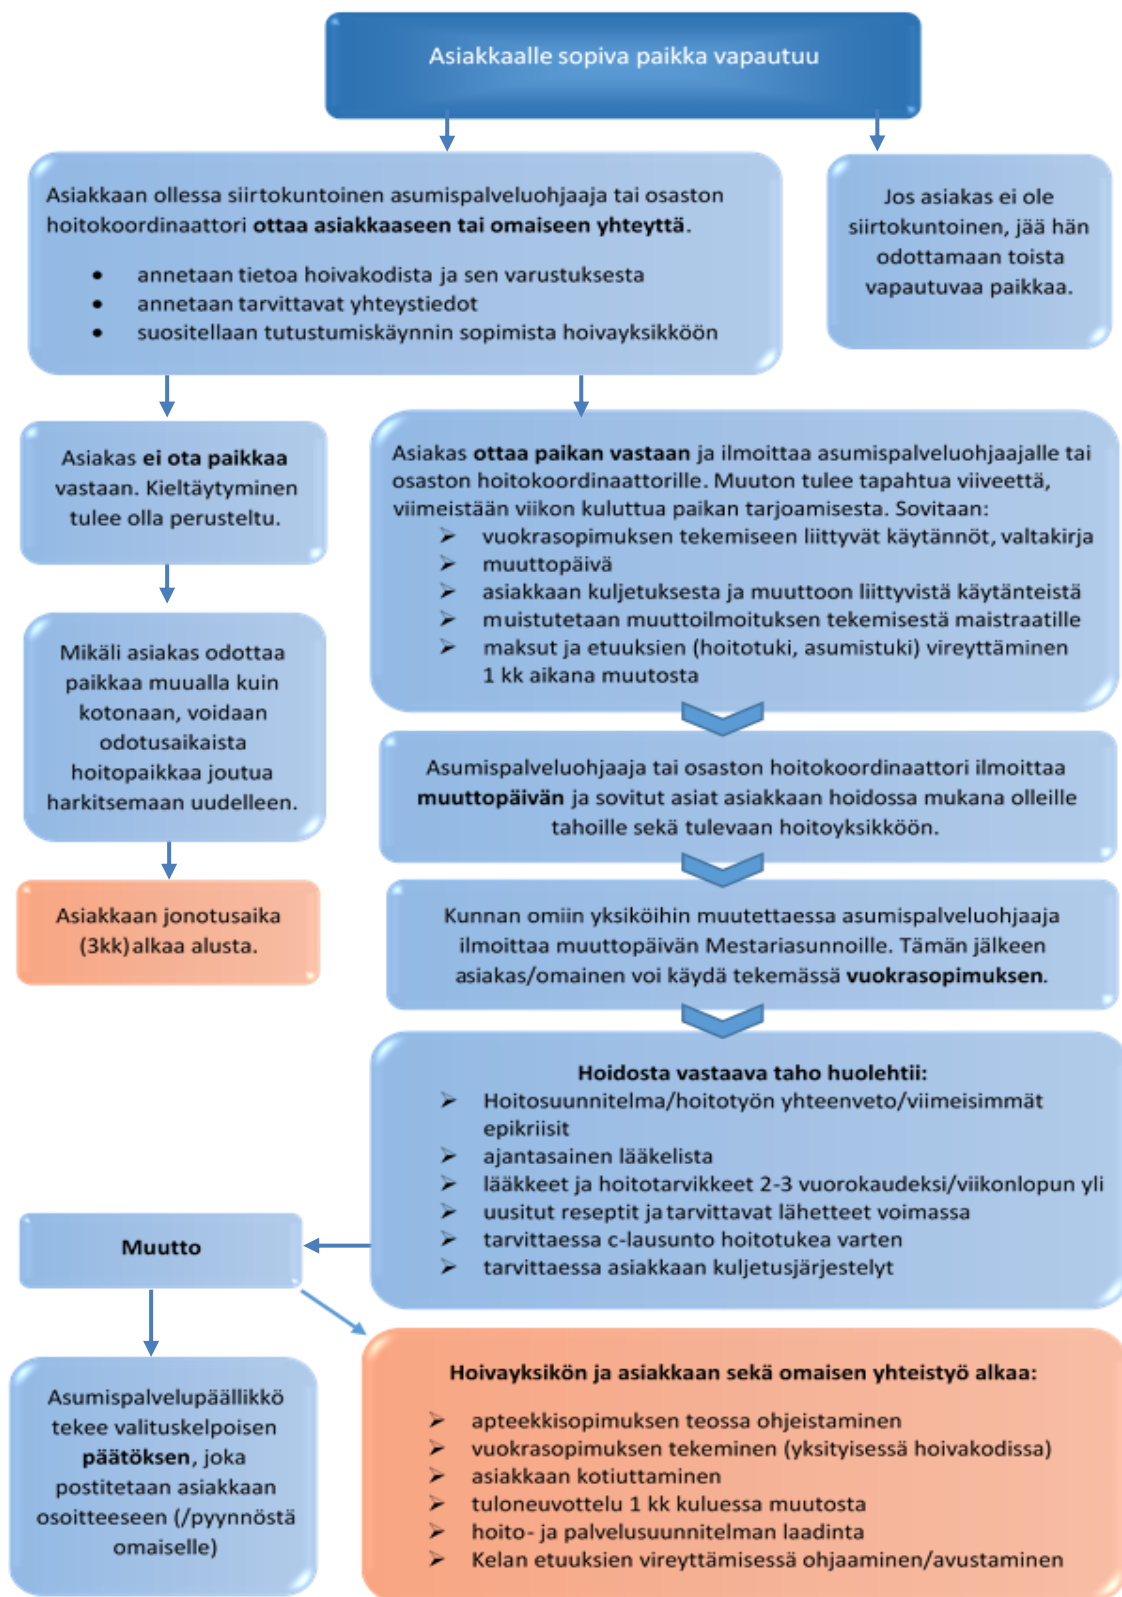 Asiakkaalle sopiva paikka vapautuu
Asiakkaan ollessa siirtokuntoinen asumispalveluohjaaja tai osaston
hoitokoordinaattori ottaa asiakkaaseen tai omaiseen yhteyttä.
• annetaan tietoa hoivakodista ja sen varustuksesta
• annetaan tarvittavat yhteystiedot
• suositellaan tutustumiskäynnin sopimista hoivayksikköön
Jos asiakas ei ole
siirtokuntoinen, jää hän
odottamaan toista
vapautuvaa paikkaa.
Asiakas ei ota paikkaa
vastaan. Kieltäytyminen
tulee olla perusteltu.
Mikäli asiakas odottaa
paikkaa muualla kuin
kotonaan, voidaan
odotusaikaista
hoitopaikkaa joutua
harkitsemaan uudelleen.
Asiakkaan jonotusaika
(3kk) alkaa alusta.
Asiakas ottaa paikan vastaan ja ilmoittaa asumispalveluohjaajalle tai
osaston hoitokoordinaattorille. Muuton tulee tapahtua viiveettä,
viimeistään viikon kuluttua paikan tarjoamisesta. Sovitaan:
➢ vuokrasopimuksen tekemiseen liittyvät käytännöt, valtakirja
➢ muuttopäivä
➢ asiakkaan kuljetuksesta ja muuttoon liittyvistä käytänteistä
➢ muistutetaan muuttoilmoituksen tekemisestä maistraatille
➢ maksut ja etuuksien (hoitotuki, asumistuki) vireyttäminen
1 kk aikana muutosta
Asumispalveluohjaaja tai osaston hoitokoordinaattori ilmoittaa
muuttopäivän ja sovitut asiat asiakkaan hoidossa mukana olleille
tahoille sekä tulevaan hoitoyksikköön.
Kunnan omiin yksiköihin muutettaessa asumispalveluohjaaja
ilmoittaa muuttopäivän Mestariasunnoille. Tämän jälkeen
asiakas/omainen voi käydä tekemässä vuokrasopimuksen.
Hoidosta vastaava taho huolehtii:
➢ Hoitosuunnitelma/hoitotyön yhteenveto/viimeisimmät
epikriisit
➢ ajantasainen lääkelista
➢ lääkkeet ja hoitotarvikkeet 2-3 vuorokaudeksi/viikonlopun yli
➢ uusitut reseptit ja tarvittavat lähetteet voimassa
➢ tarvittaessa c-lausunto hoitotukea varten
➢ tarvittaessa asiakkaan kuljetusjärjestelyt
Muutto
Asumispalvelupäällikkö
tekee valituskelpoisen
päätöksen, joka
postitetaan asiakkaan
osoitteeseen (/pyynnöstä
omaiselle)
Hoivayksikön ja asiakkaan sekä omaisen yhteistyö alkaa:
➢ apteekkisopimuksen teossa ohjeistaminen
➢ vuokrasopimuksen tekeminen (yksityisessä hoivakodissa)
➢ asiakkaan kotiuttaminen
➢ tuloneuvottelu 1 kk kuluessa muutosta
➢ hoito- ja palvelusuunnitelman laadinta
➢ Kelan etuuksien vireyttämisessä ohjaaminen/avustaminen